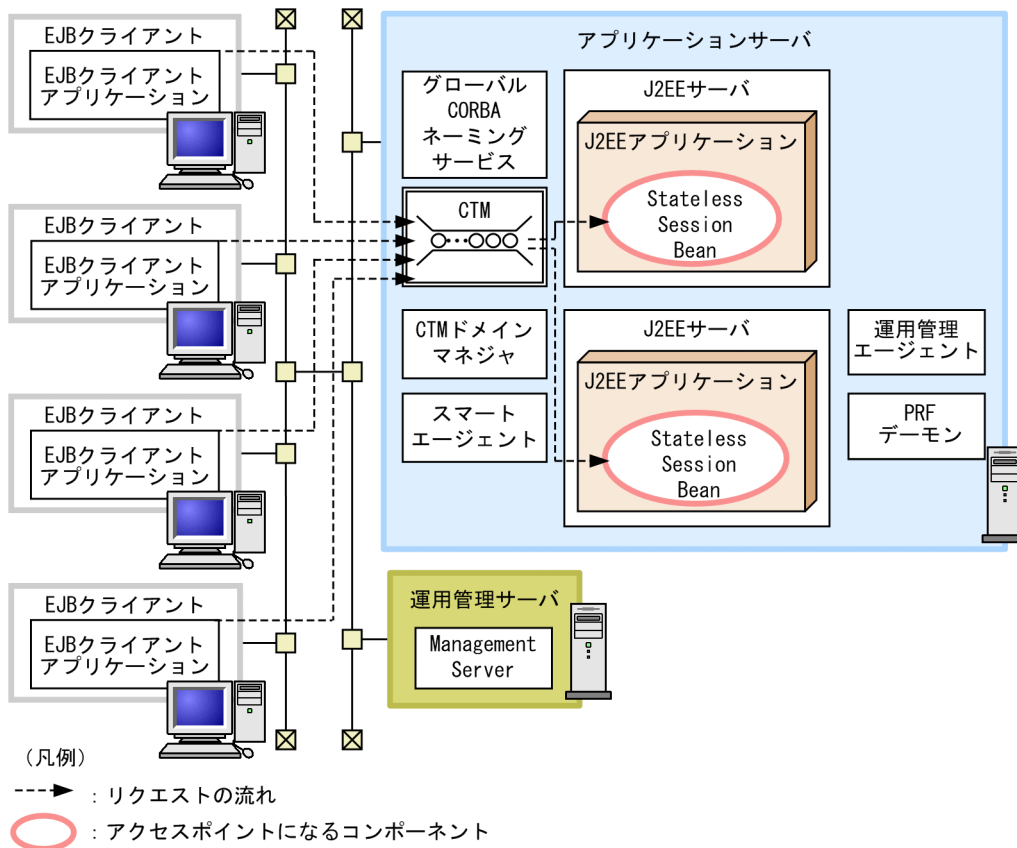 EJBクライアント
EJBクライアント
アプリケーション
EJBクライアント
EJBクライアント
アプリケーション
EJBクライアント
EJBクライアント
アプリケーション
EJBクライアント
EJBクライアント
アプリケーション
アプリケーションサーバ
グローバル
CORBA
ネーミング
サービス
CTM
CTMドメイン
マネジャ
スマート
エージェント
J2EEサーバ
J2EEアプリケーション
Stateless
Session
Bean
J2EEサーバ
J2EEアプリケーション
Stateless
Session
Bean
運用管理
エージェント
PRF
デーモン
運用管理サーバ
Management
Server
(凡例)
：リクエストの流れ
：アクセスポイントになるコンポーネント